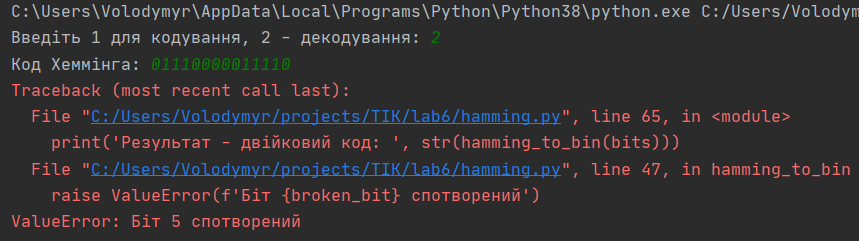 C:\Users\Volodymyr\AppData\Local\Programs\Python\Python38\python.exe C:/Users/Volodym
Введіть 1 для кодування, 2 - декодування: 2
Код Хеммінга: 01110000011110
Traceback (most recent call last):
  File "C:/Users/Volodymyr/projects/ТІК/lab6/hamming.py", line 65, in <module>
    print('Результат - двійковий код: ', str(hamming_to_bin(bits)))
  File "C:/Users/Volodymyr/projects/ТІК/lab6/hamming.py", line 47, in hamming_to_bin
    raise ValueError(f'Біт {broken_bit} спотворений')
ValueError: Біт 5 спотворений